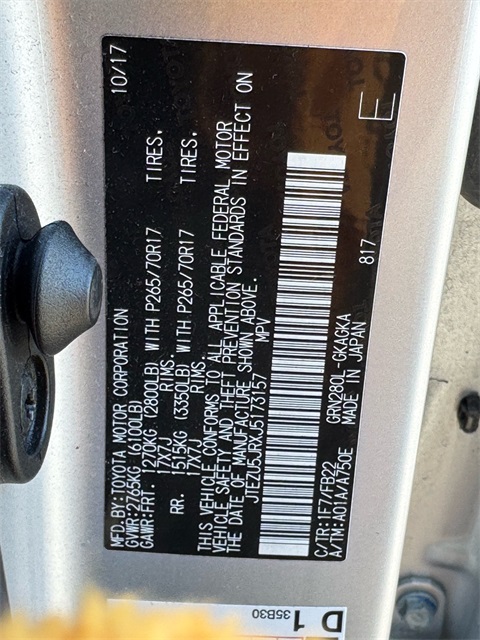 MFD.BY:TOYOTA MOTOR CORPORATION 10/17
GVWR:2765KG (6100LB)
GAWR:FRT. 1270KG (2800LB) WITH P265/70R17 TIRES,
17X7J RIMS.
RR. 1515KG (3350LB) WITH P265/70R17 TIRES,
17X7J RIMS.
THIS VEHICLE CONFORMS TO ALL APPLICABLE FEDERAL MOTOR
VEHICLE SAFETY AND THEFT PREVENTION STANDARDS IN EFFECT ON
THE DATE OF MANUFACTURE SHOWN ABOVE.
JTEZU5JRXJ5173157 MPV
C/TR:1F7/FB22 GRN280L-GKAGKA 817 E
A/TM:A01A/A750E MADE IN JAPAN
D 1
35B30